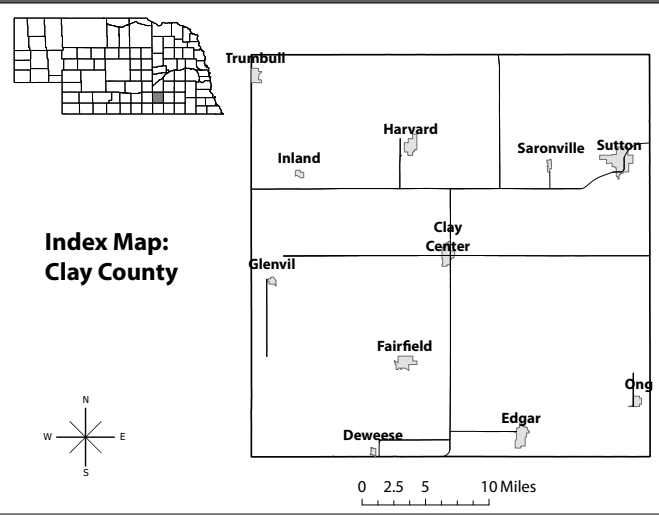 Trumbull
Harvard
Saronville
Sutton
Inland
Index Map:
Clay County
Clay
Center
Glenvil
Fairfield
Ong
Edgar
Deweese
N
W
E
S
0 2.5 5 10 Miles